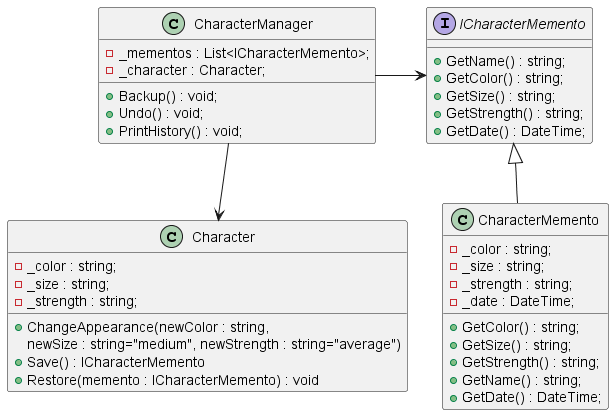 C CharacterManager
_mementos : List<ICharacterMemento>;
_character : Character;
Backup() : void;
Undo() : void;
PrintHistory() : void;
I ICharacterMemento
GetName() : string;
GetColor() : string;
GetSize() : string;
GetStrength() : string;
GetDate() : DateTime;
C Character
_color : string;
_size : string;
_strength : string;
ChangeAppearance(newColor : string,
newSize : string="medium", newStrength : string="average")
Save() : ICharacterMemento
Restore(memento : ICharacterMemento) : void
C CharacterMemento
_color : string;
_size : string;
_strength : string;
_date : DateTime;
GetColor() : string;
GetSize() : string;
GetStrength() : string;
GetName() : string;
GetDate() : DateTime;